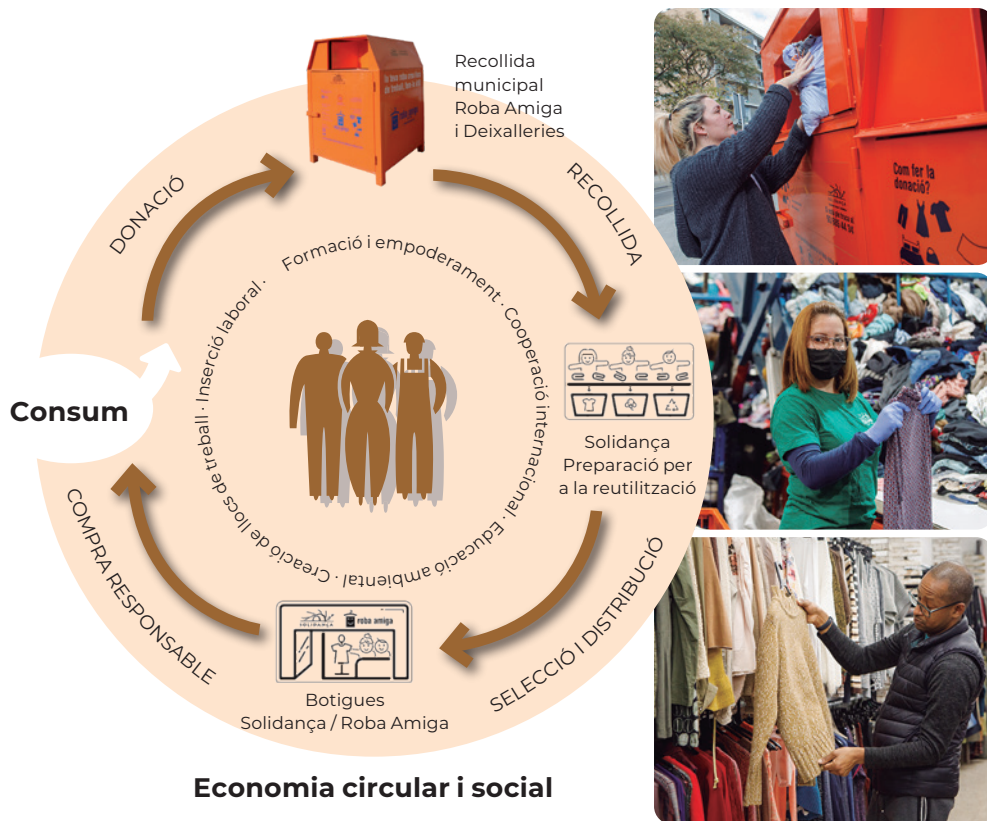 Recollida
municipal
Roba Amiga
i Deixalleries
DONACIÓ
RECOLLIDA
Formació i empoderament · Cooperació internacional · Educació ambiental · Creació de llocs de treball · Inserció laboral ·
Consum
Solidança
Preparació per
a la reutilització
COMPRA RESPONSABLE
SELECCIÓ I DISTRIBUCIÓ
SOLIDANÇA
roba amiga
Botigues
Solidança / Roba Amiga
Economia circular i social
Com fer la
donació?